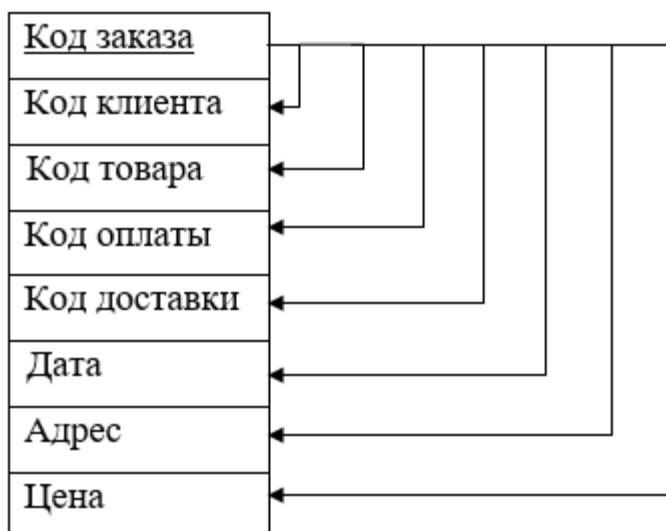 Код заказа
Код клиента
Код товара
Код оплаты
Код доставки
Дата
Адрес
Цена